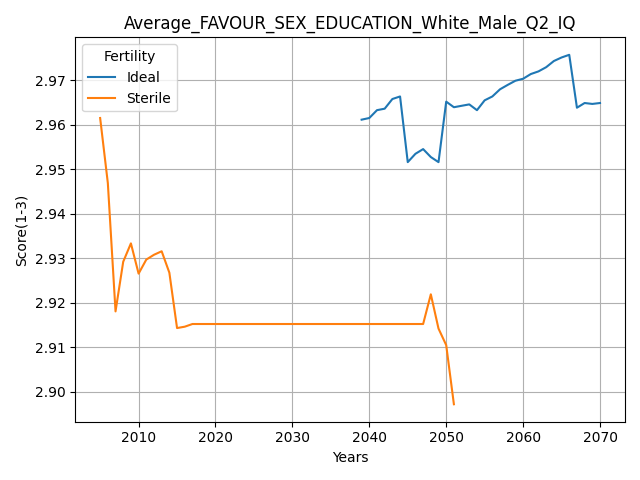 Average_FAVOUR_SEX_EDUCATION_White_Male_Q2_IQ
Fertility
Ideal
Sterile
2.97
2.96
2.95
2.94
2.93
2.92
2.91
2.90
Score(1-3)
2010 2020 2030 2040 2050 2060 2070
Years